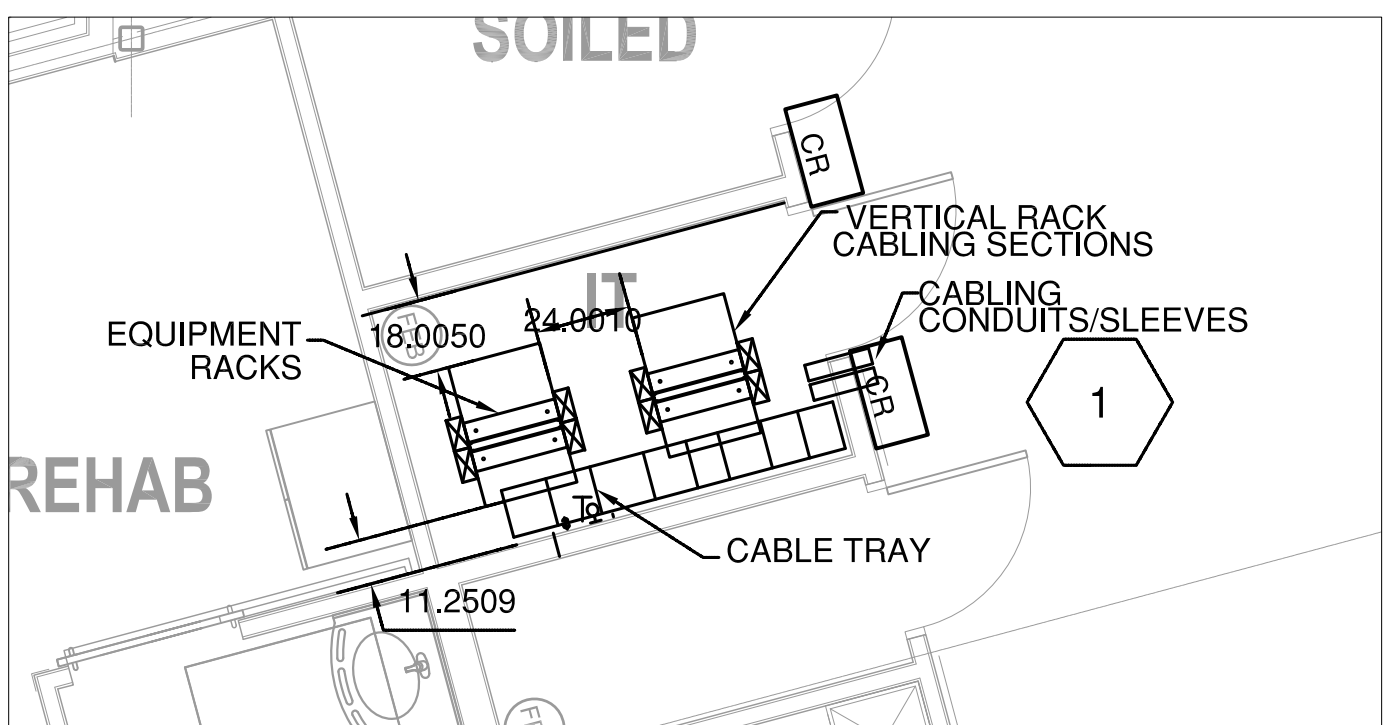 SOILED
CR
VERTICAL RACK
CABLING SECTIONS
IT
CABLING
CONDUITS/SLEEVES
EQUIPMENT
RACKS
18.0050
24.0010
FEB
CR
1
REHAB
CABLE TRAY
11.2509